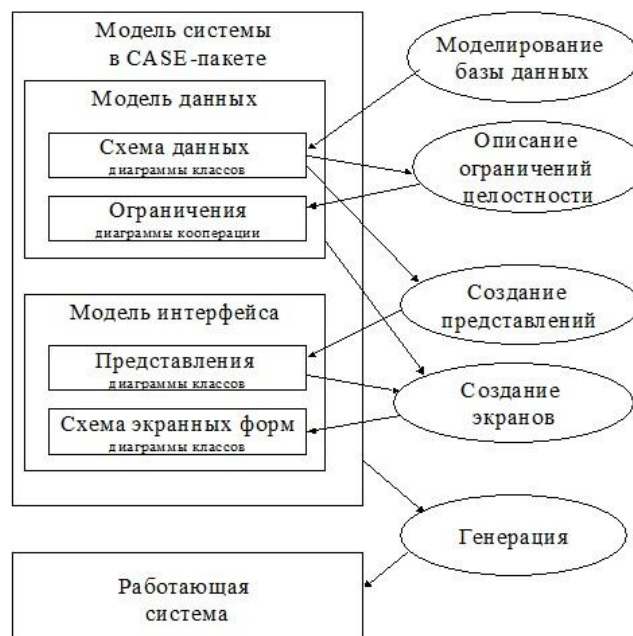 Модель системы
в CASE-пакете
Модель данных
Схема данных
диаграммы классов
Ограничения
диаграммы кооперации
Модель интерфейса
Представления
диаграммы классов
Схема экранных форм
диаграммы классов
Работающая
система
Моделирование
базы данных
Описание
ограничений
целостности
Создание
представлений
Создание
экранов
Генерация